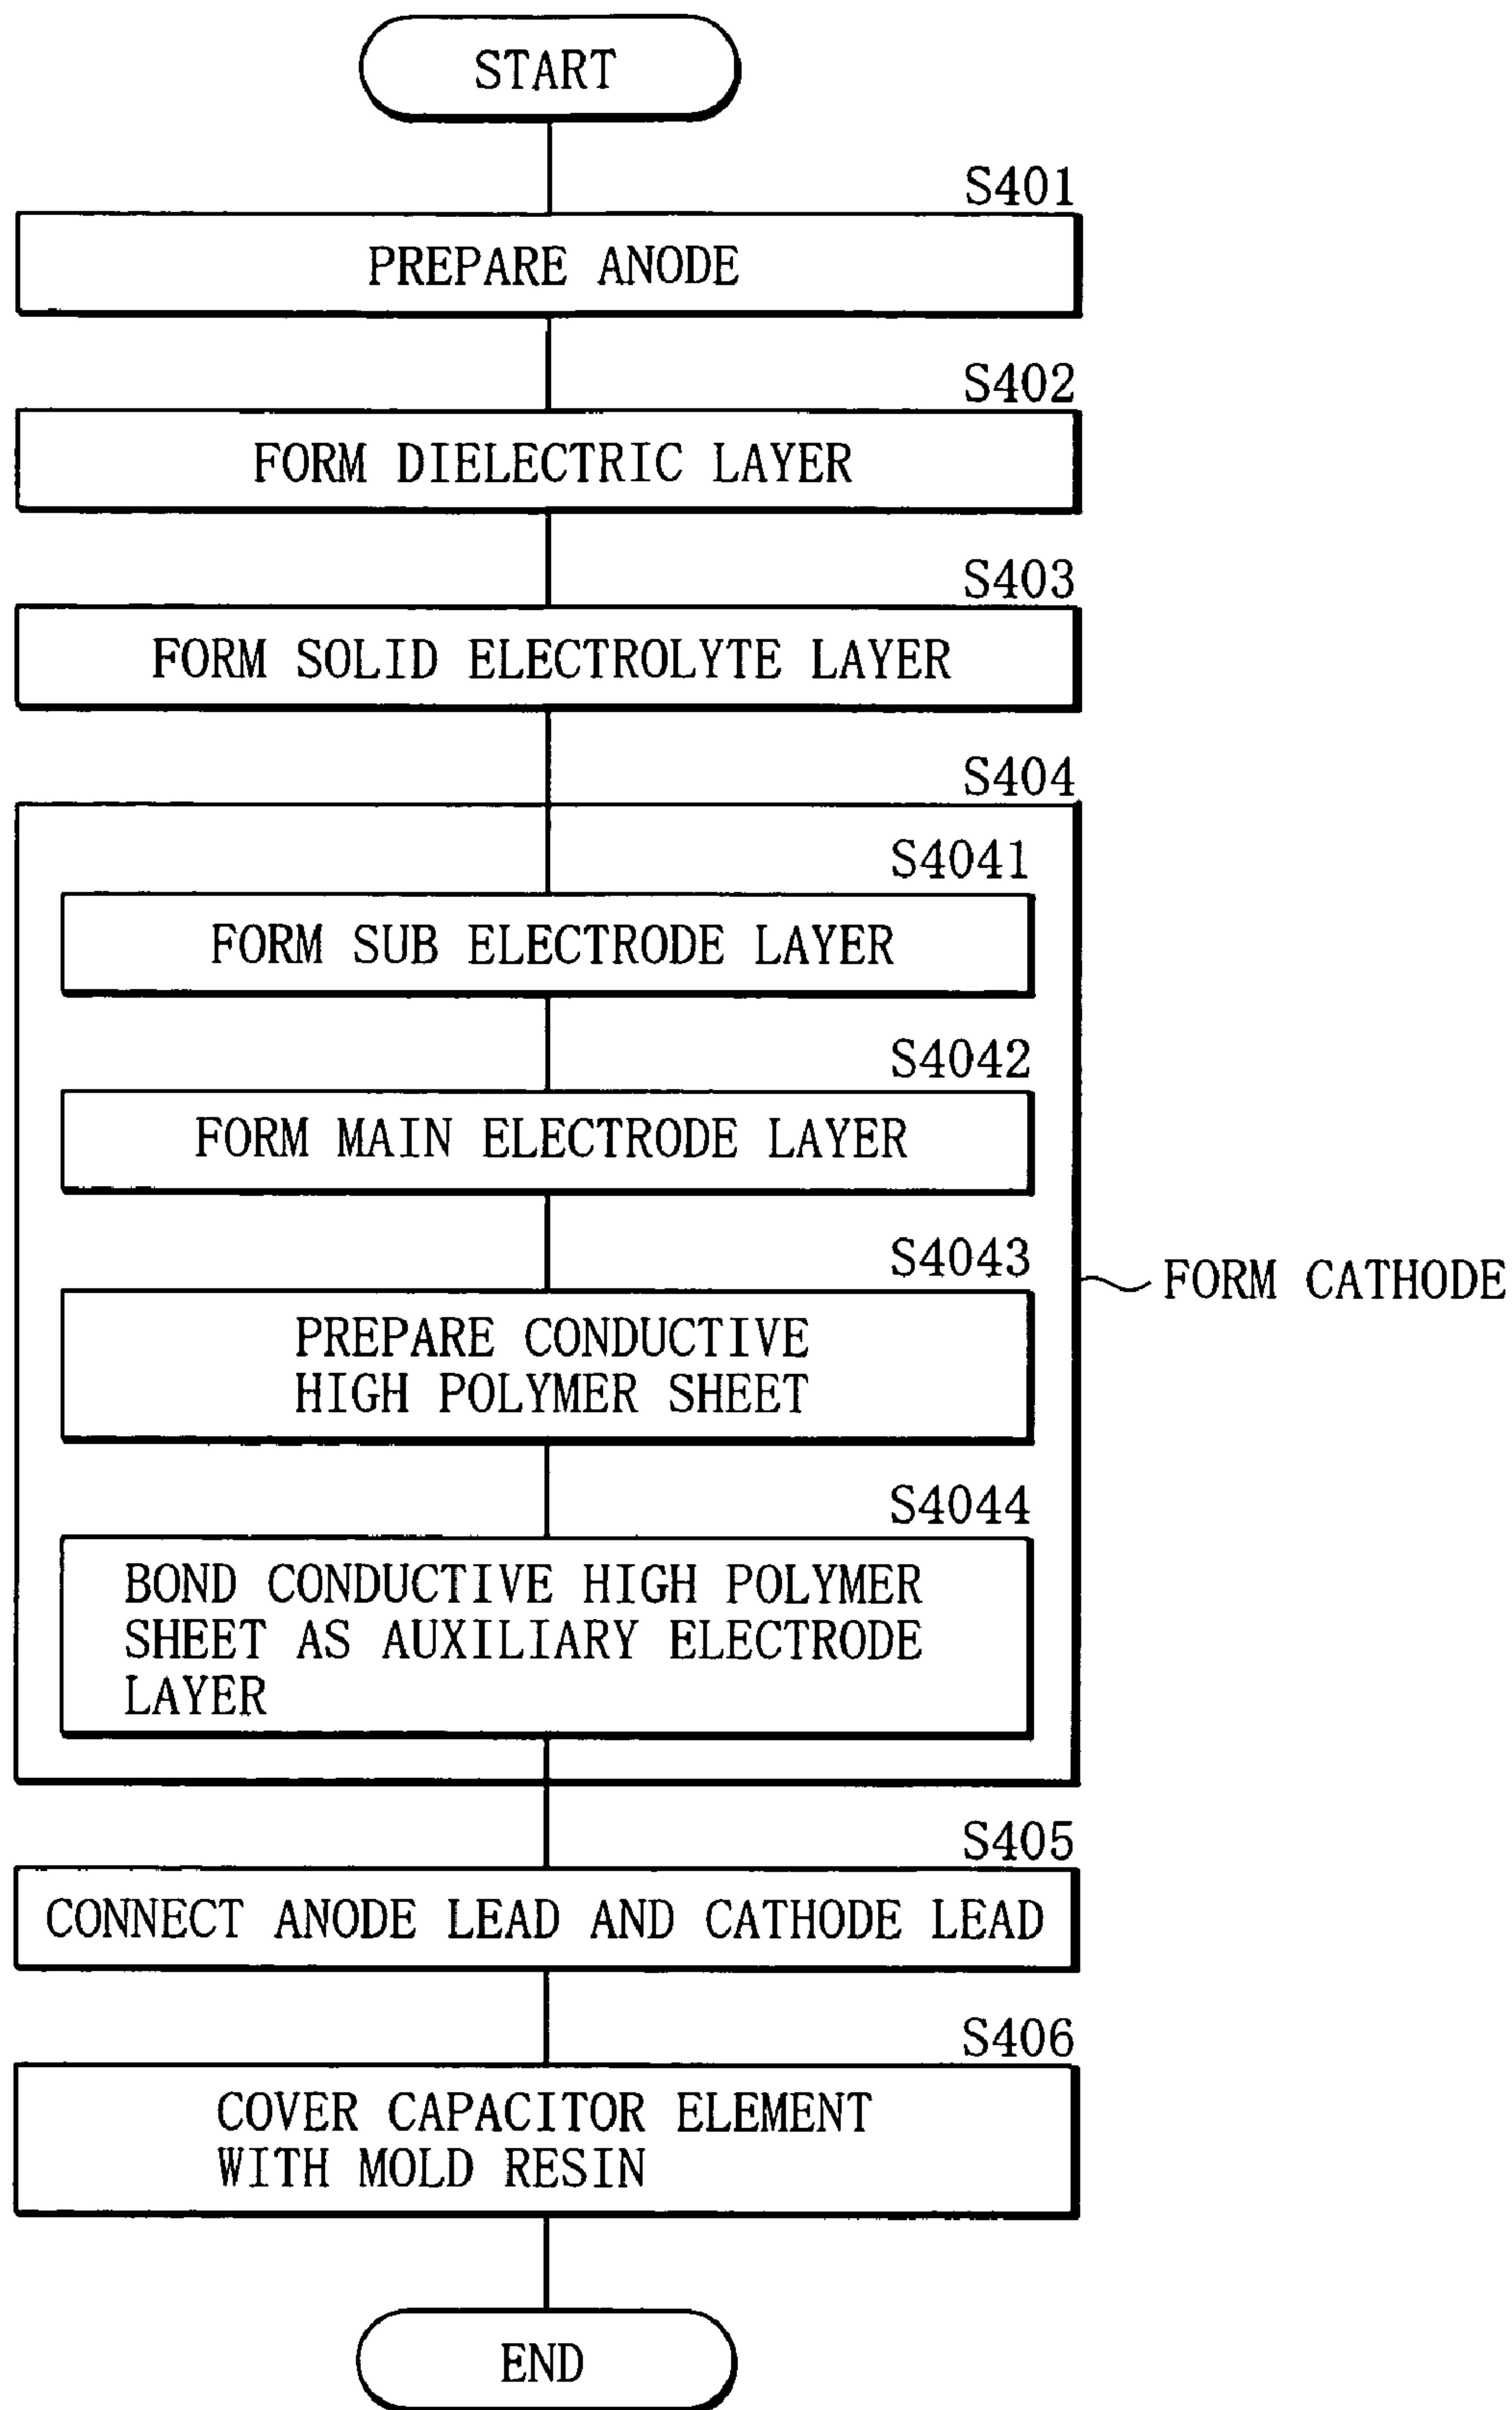 START
S401
PREPARE ANODE
S402
FORM DIELECTRIC LAYER
S403
FORM SOLID ELECTROLYTE LAYER
S404
S4041
FORM SUB ELECTRODE LAYER
S4042
FORM MAIN ELECTRODE LAYER
S4043
FORM CATHODE
PREPARE CONDUCTIVE
HIGH POLYMER SHEET
S4044
BOND CONDUCTIVE HIGH POLYMER
SHEET AS AUXILIARY ELECTRODE
LAYER
S405
CONNECT ANODE LEAD AND CATHODE LEAD
S406
COVER CAPACITOR ELEMENT
WITH MOLD RESIN
END